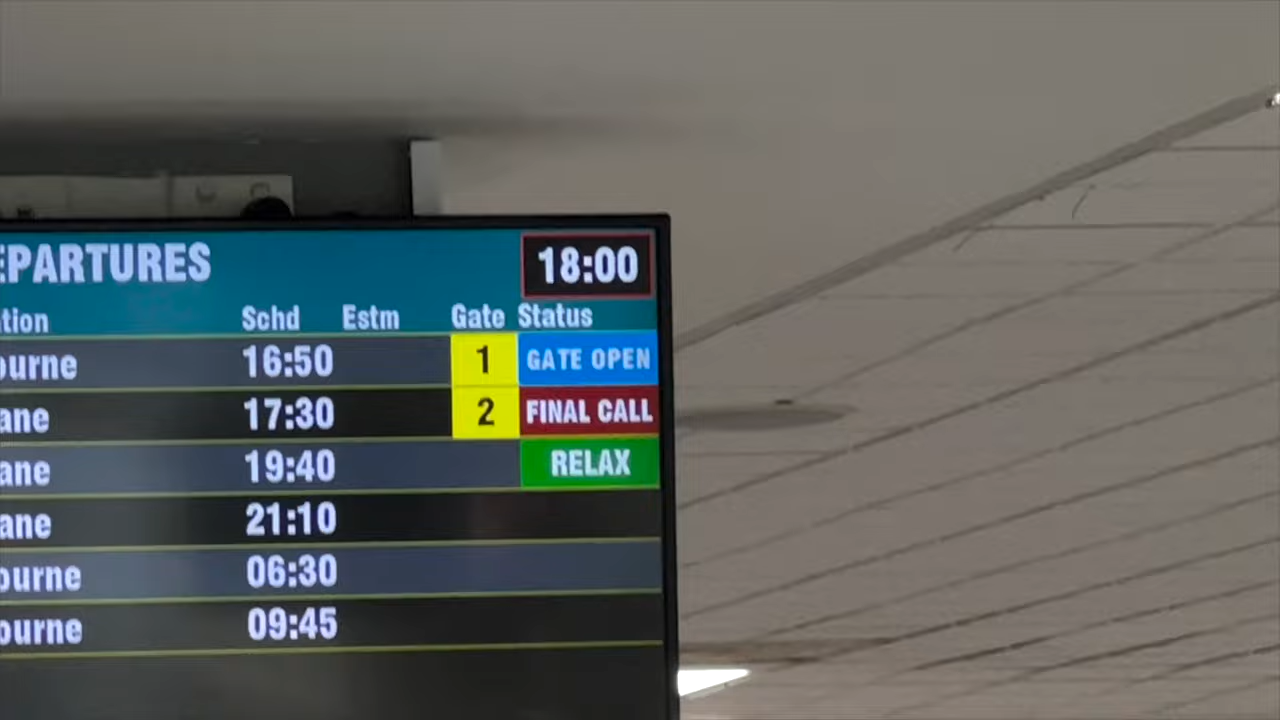 EPARTURES 18:00
ation Schd Estm Gate Status
ourne 16:50 1 GATE OPEN
ane 17:30 2 FINAL CALL
ane 19:40 RELAX
ane 21:10
ourne 06:30
ourne 09:45